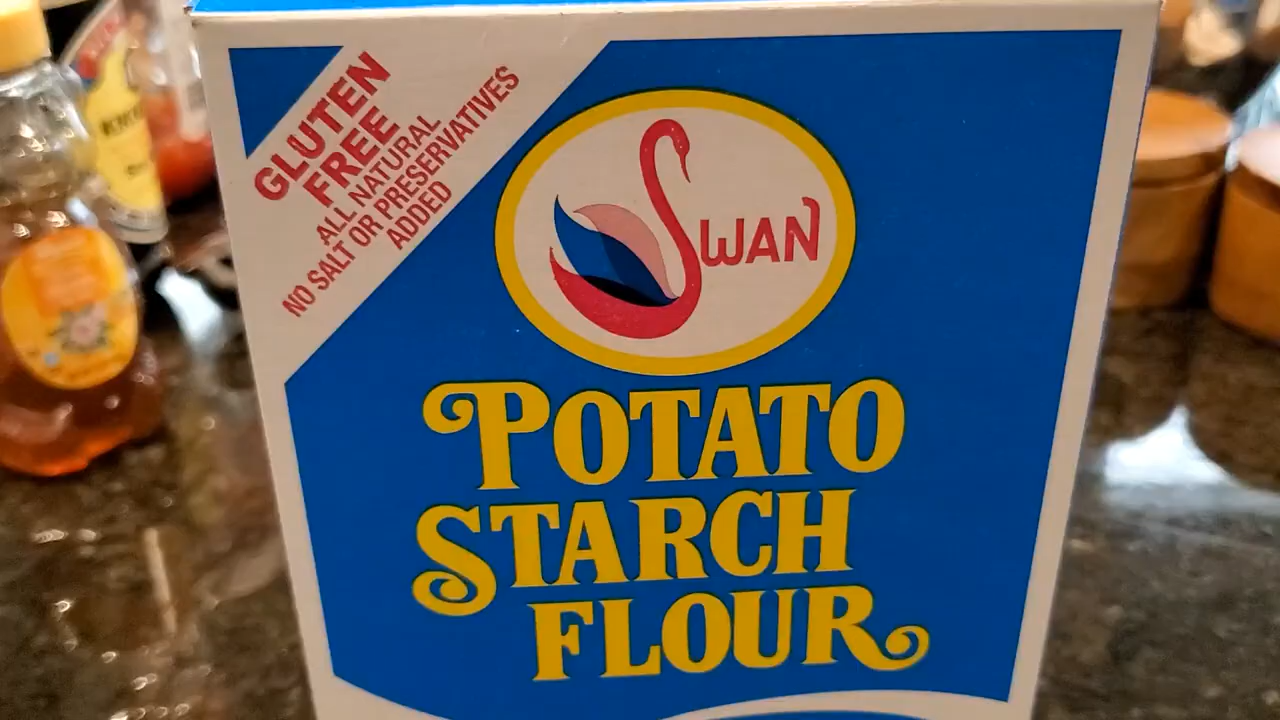 GLUTEN
FREE
ALL NATURAL
NO SALT OR PRESERVATIVES
ADDED
SWAN
POTATO
STARCH
FLOUR